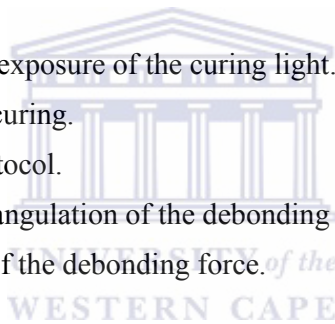 exposure of the curing light.
curing.
tocol.
angulation of the debonding
UNIVERSITY of the
of the debonding force.
WESTERN CAPE